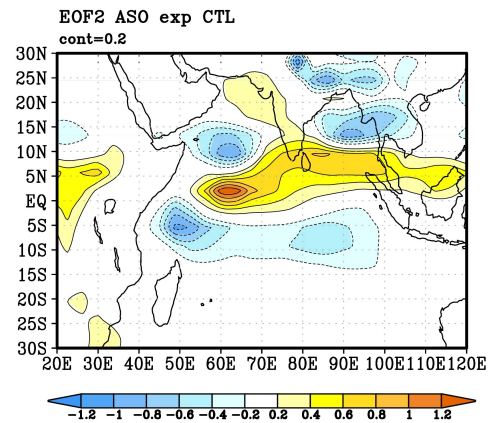 EOF2 ASO exp CTL
cont=0.2
30N
25N
20N
15N
10N
5N
EQ
5S
10S
15S
20S
25S
30S
20E 30E 40E 50E 60E 70E 80E 90E 100E 110E 120E
-1.2 -1 -0.8 -0.6 -0.4 -0.2 0.2 0.4 0.6 0.8 1 1.2